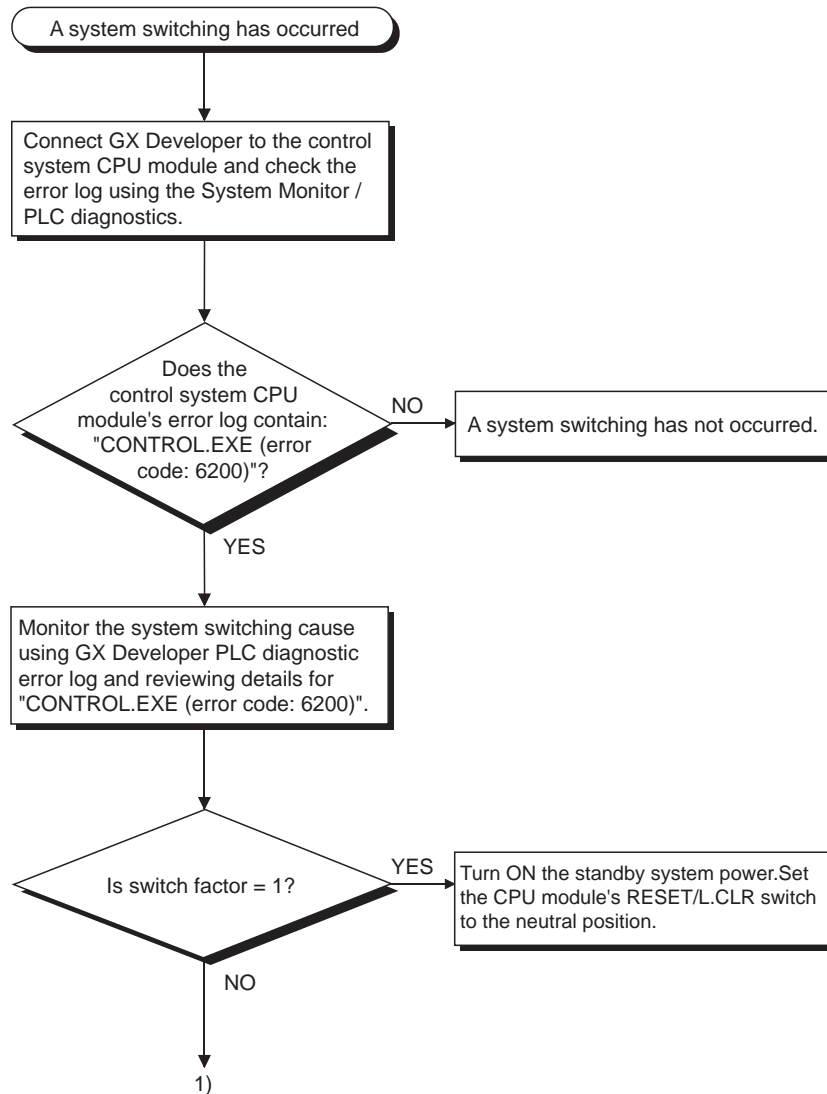 A system switching has occurred
Connect GX Developer to the control
system CPU module and check the
error log using the System Monitor /
PLC diagnostics.
Does the
control system CPU
module's error log contain:
"CONTROL.EXE (error
code: 6200)"?
NO
A system switching has not occurred.
YES
Monitor the system switching cause
using GX Developer PLC diagnostic
error log and reviewing details for
"CONTROL.EXE (error code: 6200)".
Is switch factor = 1?
YES
Turn ON the standby system power.Set
the CPU module's RESET/L.CLR switch
to the neutral position.
NO
1)